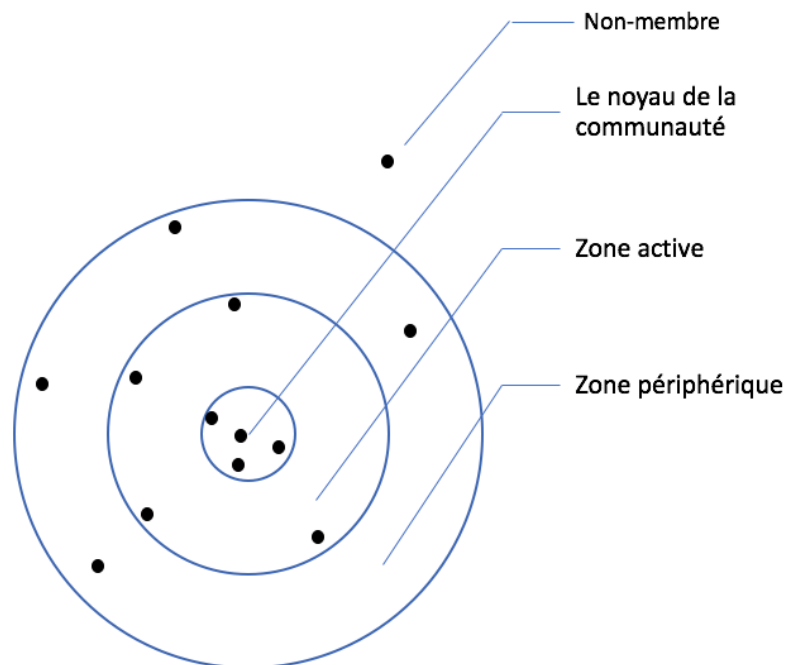 Non-membre
Le noyau de la
communauté
Zone active
Zone périphérique